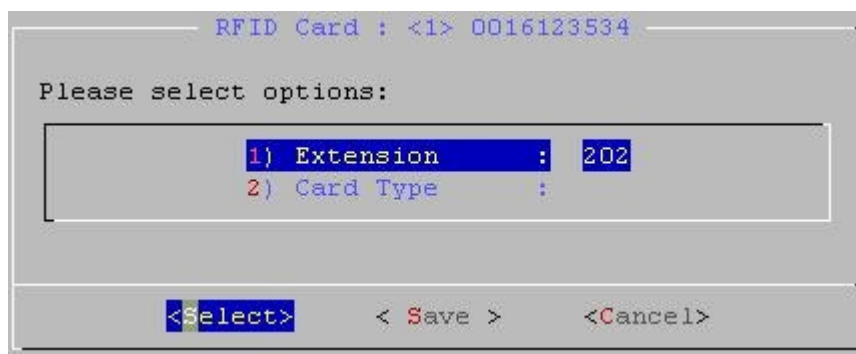 RFID Card : <1> 0016123534
Please select options:
1) Extension : 202
2) Card Type :
<Select> < Save > <Cancel>